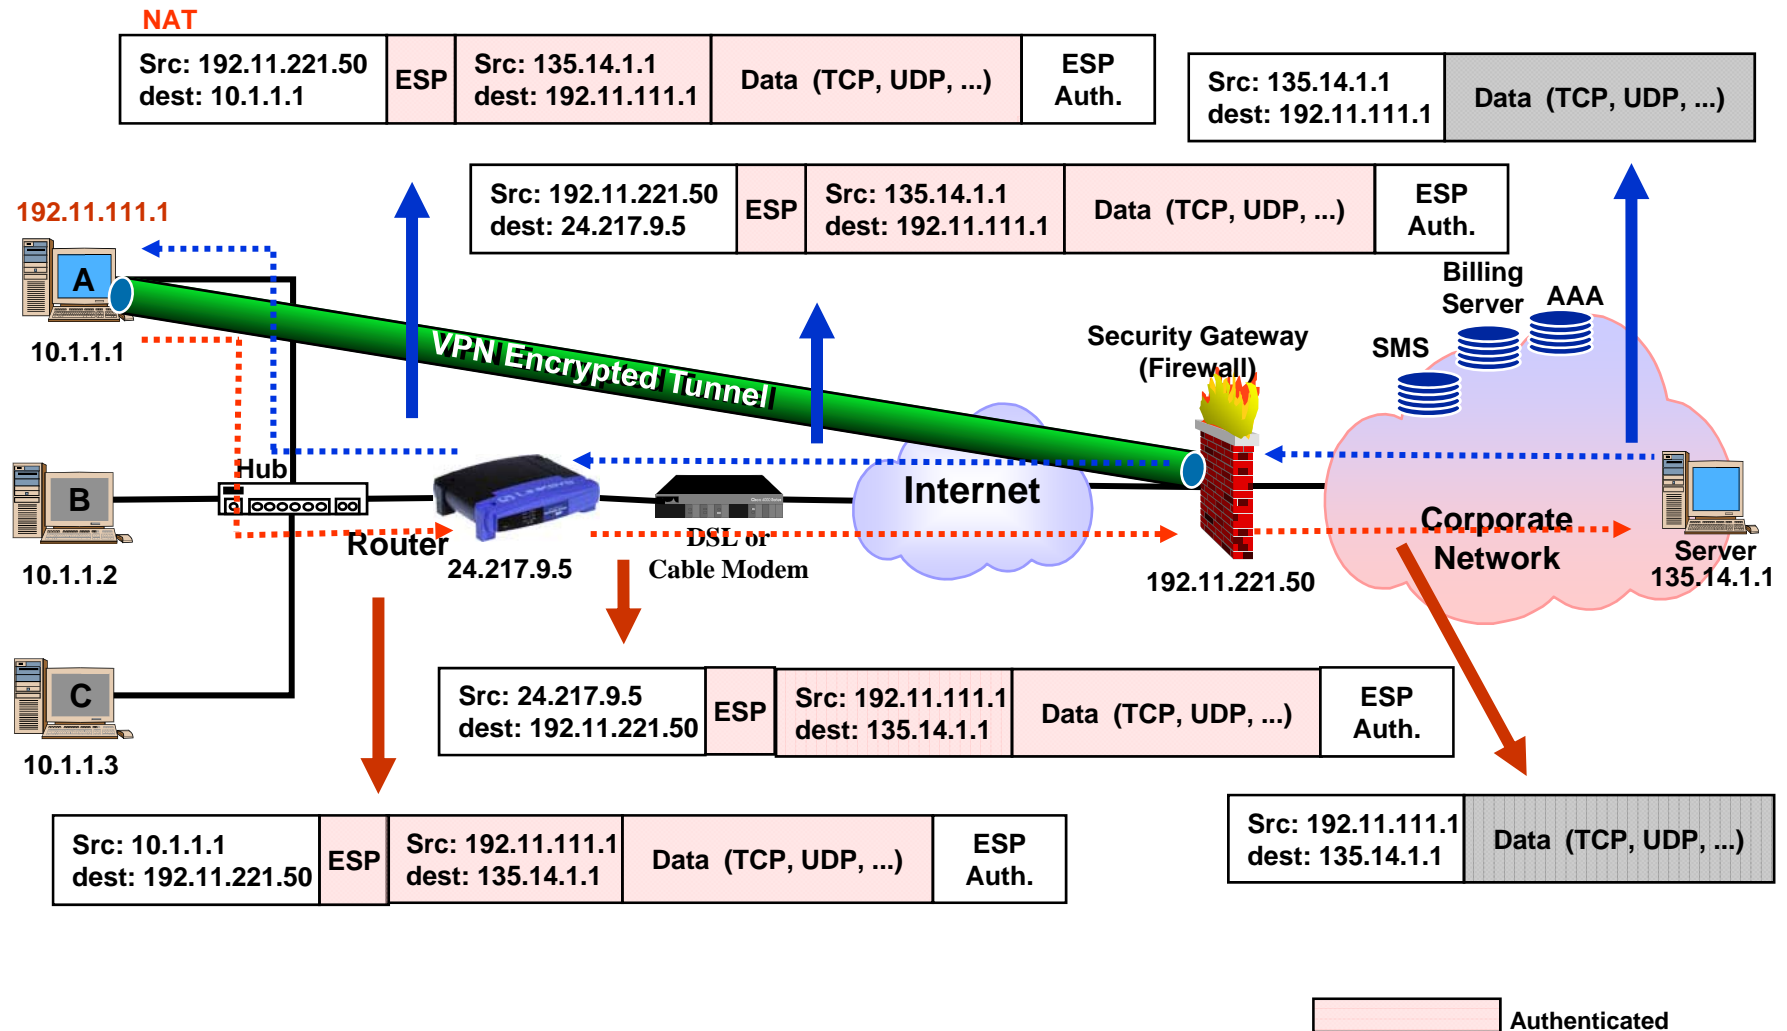 NAT
Src: 192.11.221.50
dest: 10.1.1.1
ESP
Src: 135.14.1.1
dest: 192.11.111.1
Data (TCP, UDP, ...)
ESP
Auth.
Src: 135.14.1.1
dest: 192.11.111.1
Data (TCP, UDP, ...)
Src: 192.11.221.50
dest: 24.217.9.5
ESP
Src: 135.14.1.1
dest: 192.11.111.1
Data (TCP, UDP, ...)
ESP
Auth.
192.11.111.1
A
10.1.1.1
VPN Encrypted Tunnel
Security Gateway
(Firewall)
Billing
Server
AAA
SMS
Hub
B
10.1.1.2
Router
24.217.9.5
DSL or
Cable Modem
Internet
192.11.221.50
Corporate
Network
Server
135.14.1.1
C
10.1.1.3
Src: 24.217.9.5
dest: 192.11.221.50
ESP
Src: 192.11.111.1
dest: 135.14.1.1
Data (TCP, UDP, ...)
ESP
Auth.
Src: 10.1.1.1
dest: 192.11.221.50
ESP
Src: 192.11.111.1
dest: 135.14.1.1
Data (TCP, UDP, ...)
ESP
Auth.
Src: 192.11.111.1
dest: 135.14.1.1
Data (TCP, UDP, ...)
Authenticated